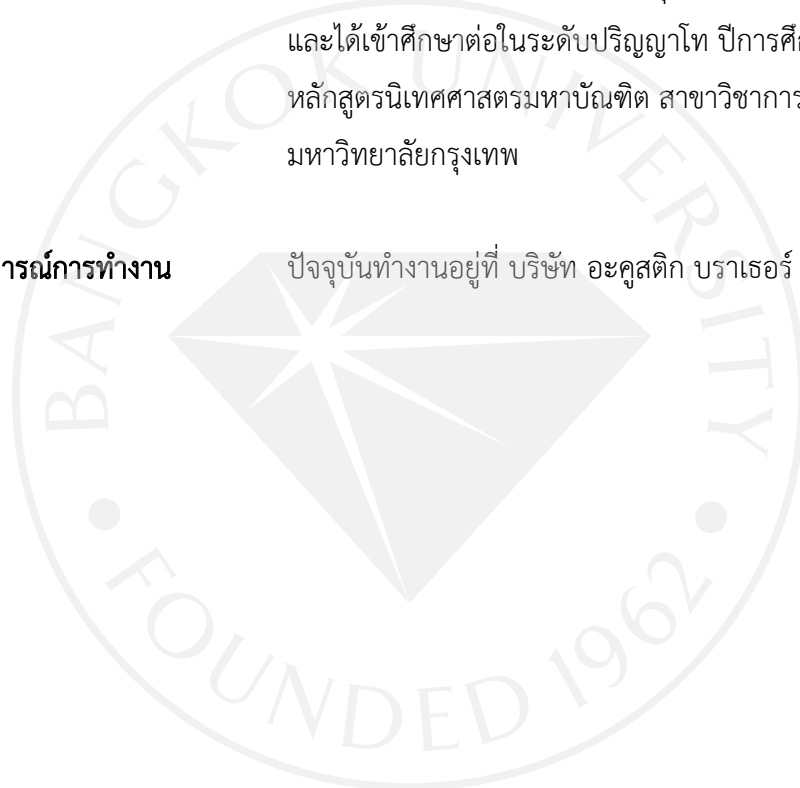 และได้เข้าศึกษาต่อในระดับปริญญาโท
หลักสูตรนิเทศศาสตรมหาบัณฑิต สาขาวิชาการ
มหาวิทยาลัยกรุงเทพ
ารณ์การทำงาน ปัจจุบันทำงานอยู่ที่ บริษัท อะคูสติก บราเธอร์
BANGKOK UNIVERSITY
FOUNDED 1962